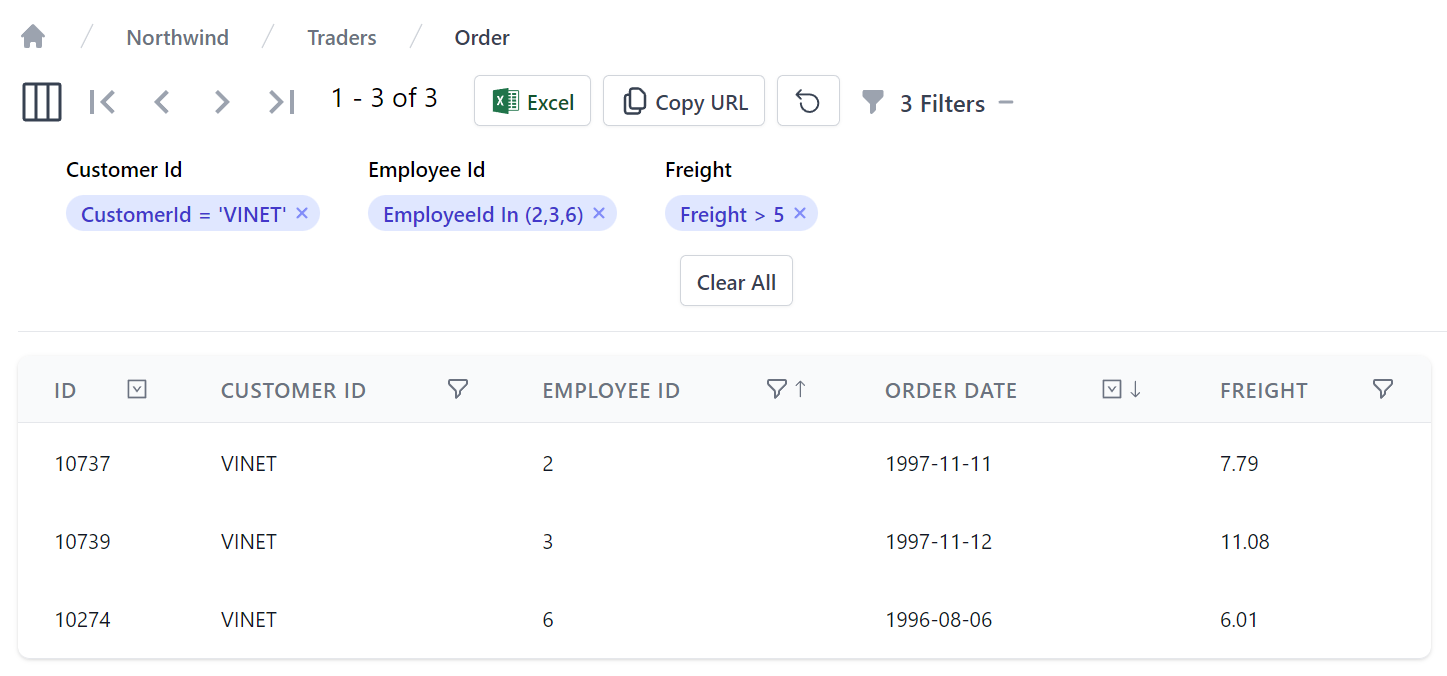 Northwind Traders Order
1 - 3 of 3 Excel Copy URL 3 Filters
Customer Id Employee Id Freight
CustomerId = 'VINET' × EmployeeId In (2,3,6) × Freight > 5 ×
Clear All
ID CUSTOMER ID EMPLOYEE ID ORDER DATE FREIGHT
10737 VINET 2 1997-11-11 7.79
10739 VINET 3 1997-11-12 11.08
10274 VINET 6 1996-08-06 6.01